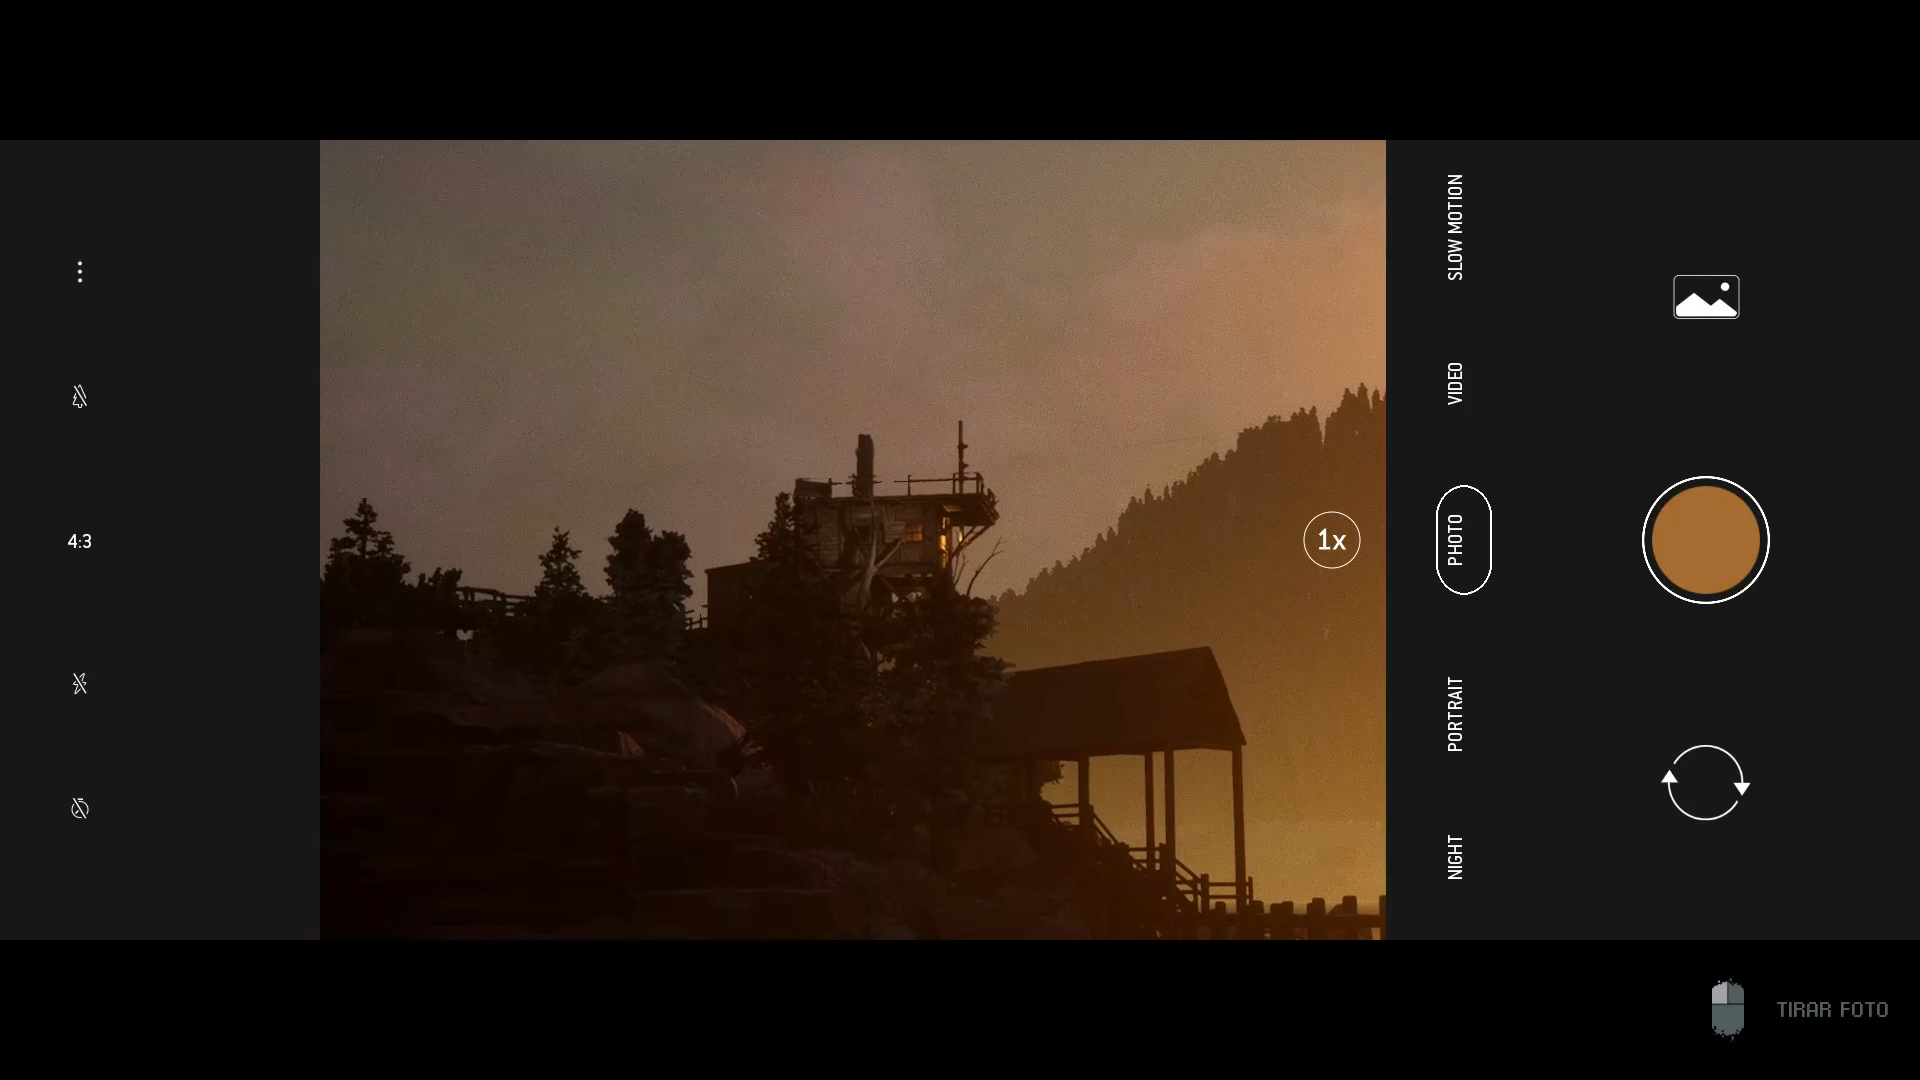 4:3
1x
SLOW MOTION
VIDEO
PHOTO
PORTRAIT
NIGHT
TIRAR FOTO